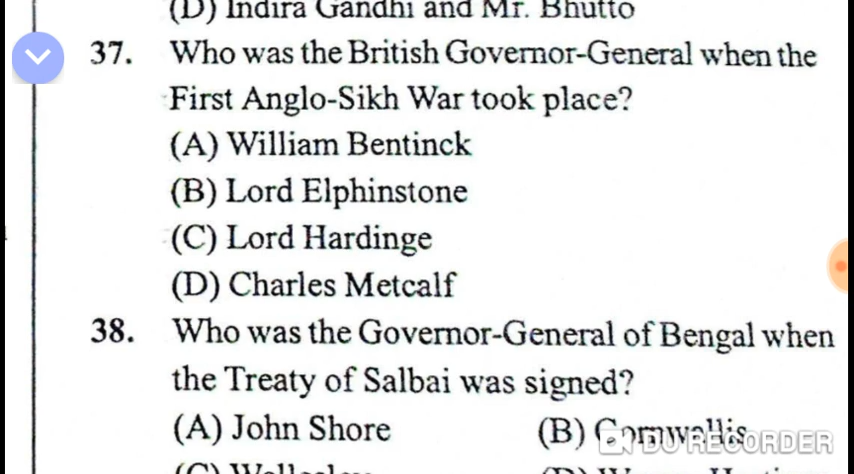 (D) Indira Gandhi and Mr. Bhutto
37. Who was the British Governor-General when the
First Anglo-Sikh War took place?
(A) William Bentinck
(B) Lord Elphinstone
(C) Lord Hardinge
(D) Charles Metcalf
38. Who was the Governor-General of Bengal when
the Treaty of Salbai was signed?
(A) John Shore (B) Cornwallis
DU RECORDER